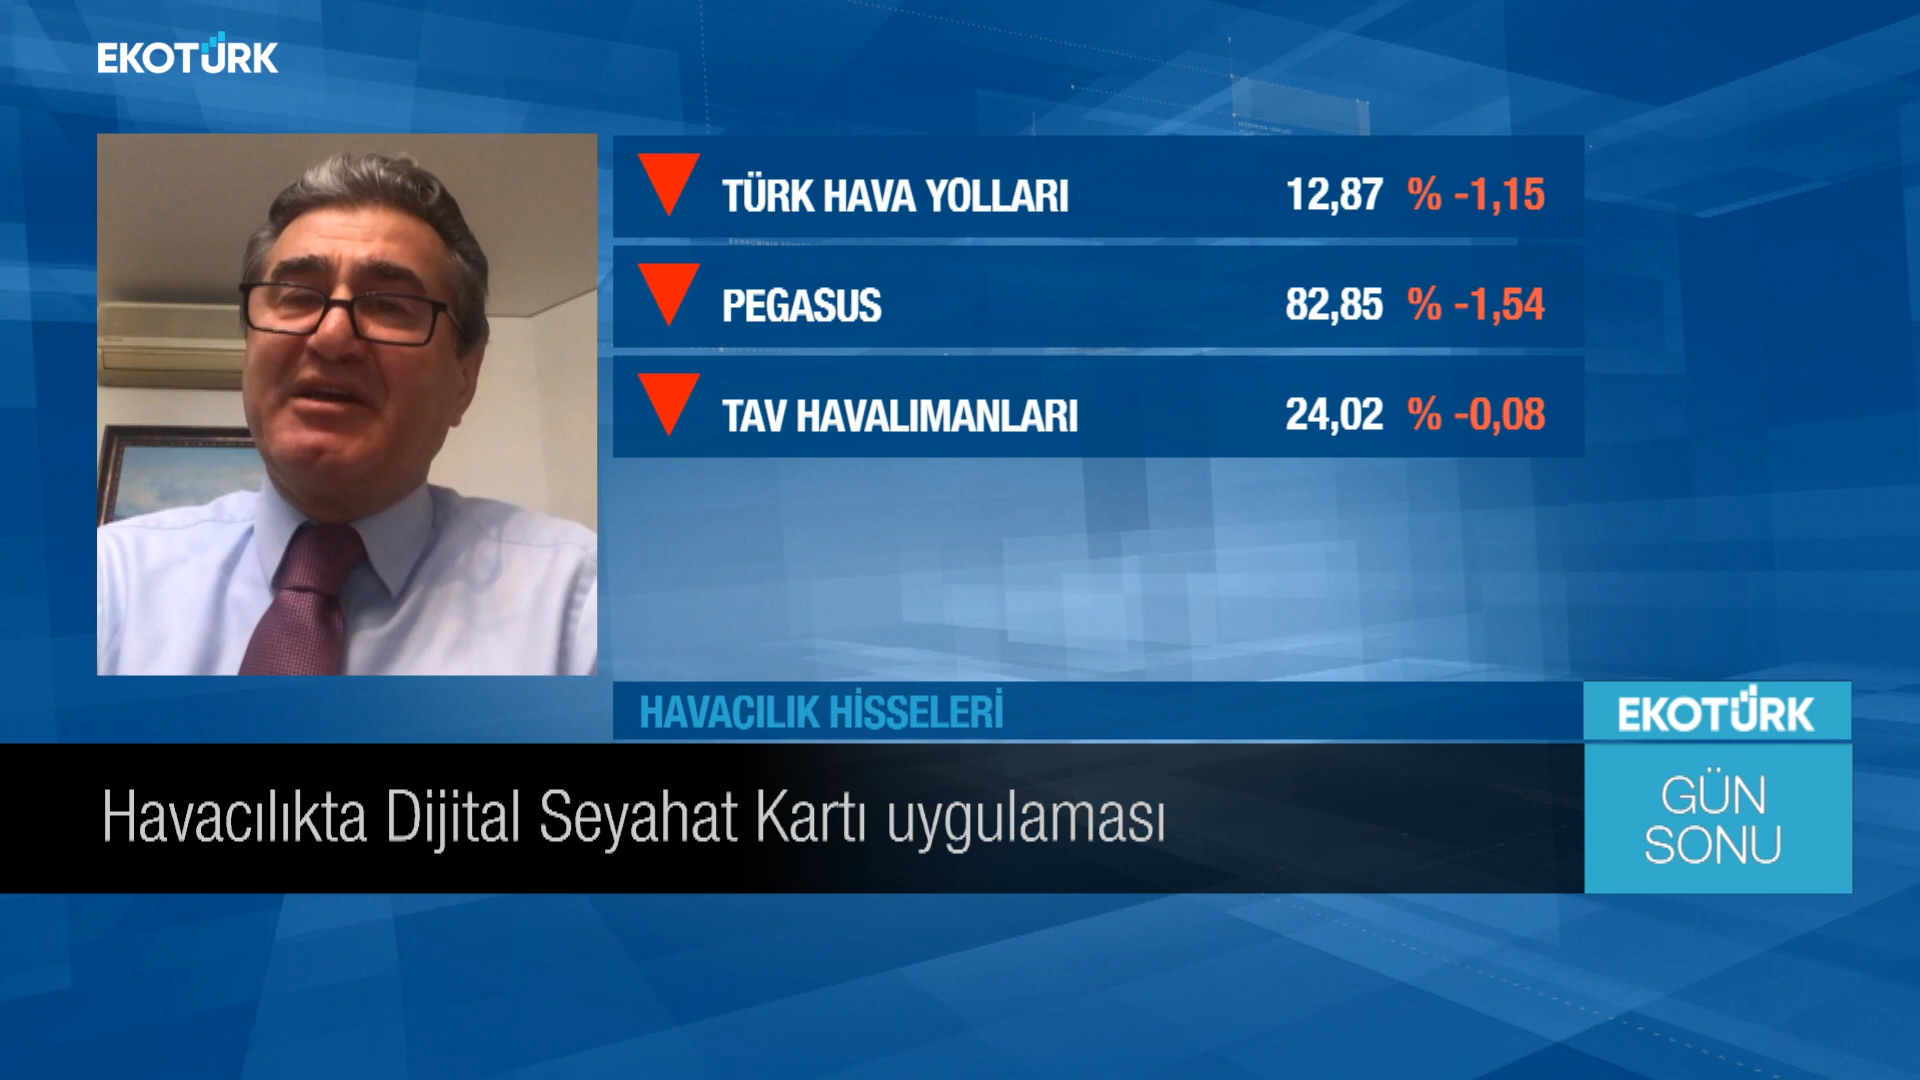 EKOTÜRK
TÜRK HAVA YOLLARI 12,87 % -1,15
PEGASUS 82,85 % -1,54
TAV HAVALIMANLARI 24,02 % -0,08
HAVACILIK HİSSELERİ
EKOTÜRK
Havacılıkta Dijital Seyahat Kartı uygulaması
GÜN
SONU